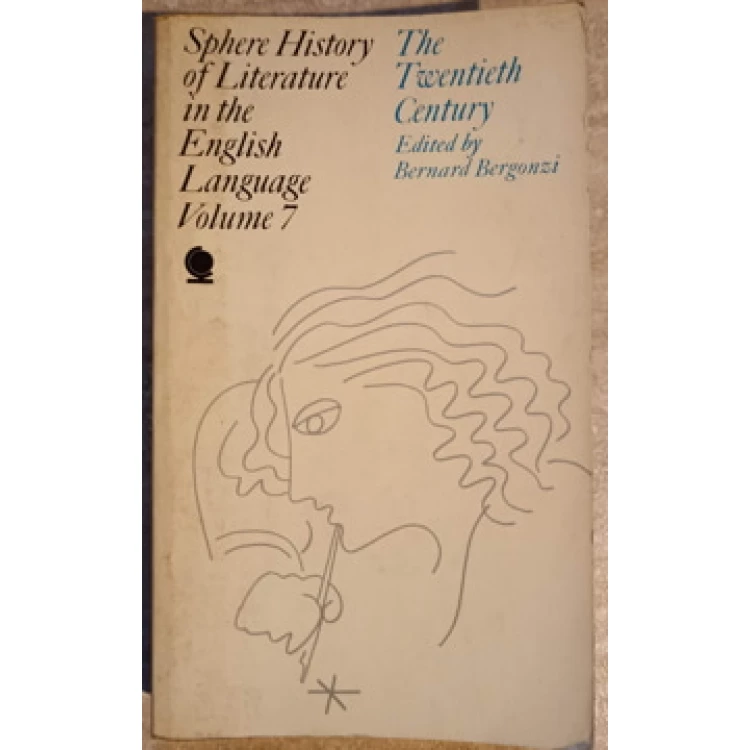 Sphere History
of Literature
in the
English
Language
Volume 7
The
Twentieth
Century
Edited by
Bernard Bergonzi